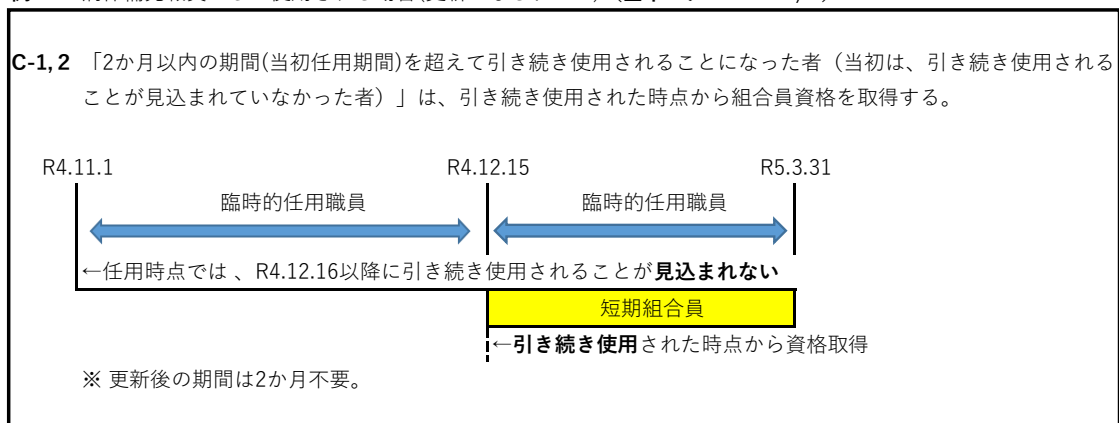 C-1,2 「2か月以内の期間(当初任用期間)を超えて引き続き使用されることになった者（当初は、引き続き使用される
ことが見込まれていなかった者）」は、引き続き使用された時点から組合員資格を取得する。
R4.11.1 R4.12.15 R5.3.31
臨時的任用職員 臨時的任用職員
←任用時点では 、R4.12.16以降に引き続き使用されることが見込まれない
短期組合員
←引き続き使用された時点から資格取得
※ 更新後の期間は2か月不要。